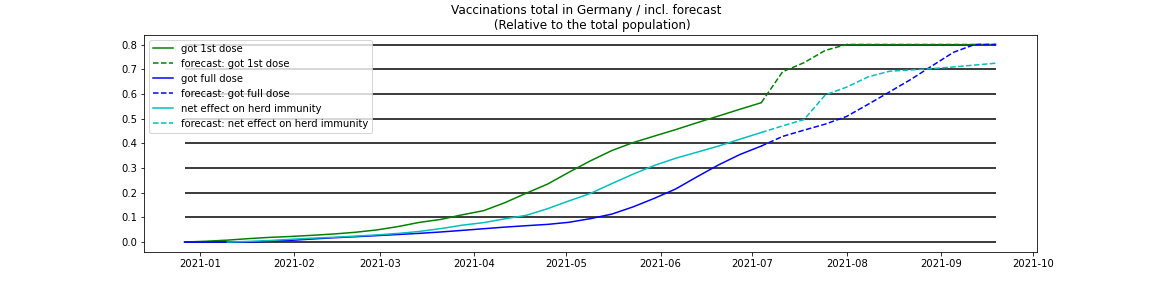 Vaccinations total in Germany / incl. forecast
(Relative to the total population)
0.8
0.7
0.6
0.5
0.4
0.3
0.2
0.1
0.0
got 1st dose
forecast: got 1st dose
got full dose
forecast: got full dose
net effect on herd immunity
forecast: net effect on herd immunity
2021-01 2021-02 2021-03 2021-04 2021-05 2021-06 2021-07 2021-08 2021-09 2021-10